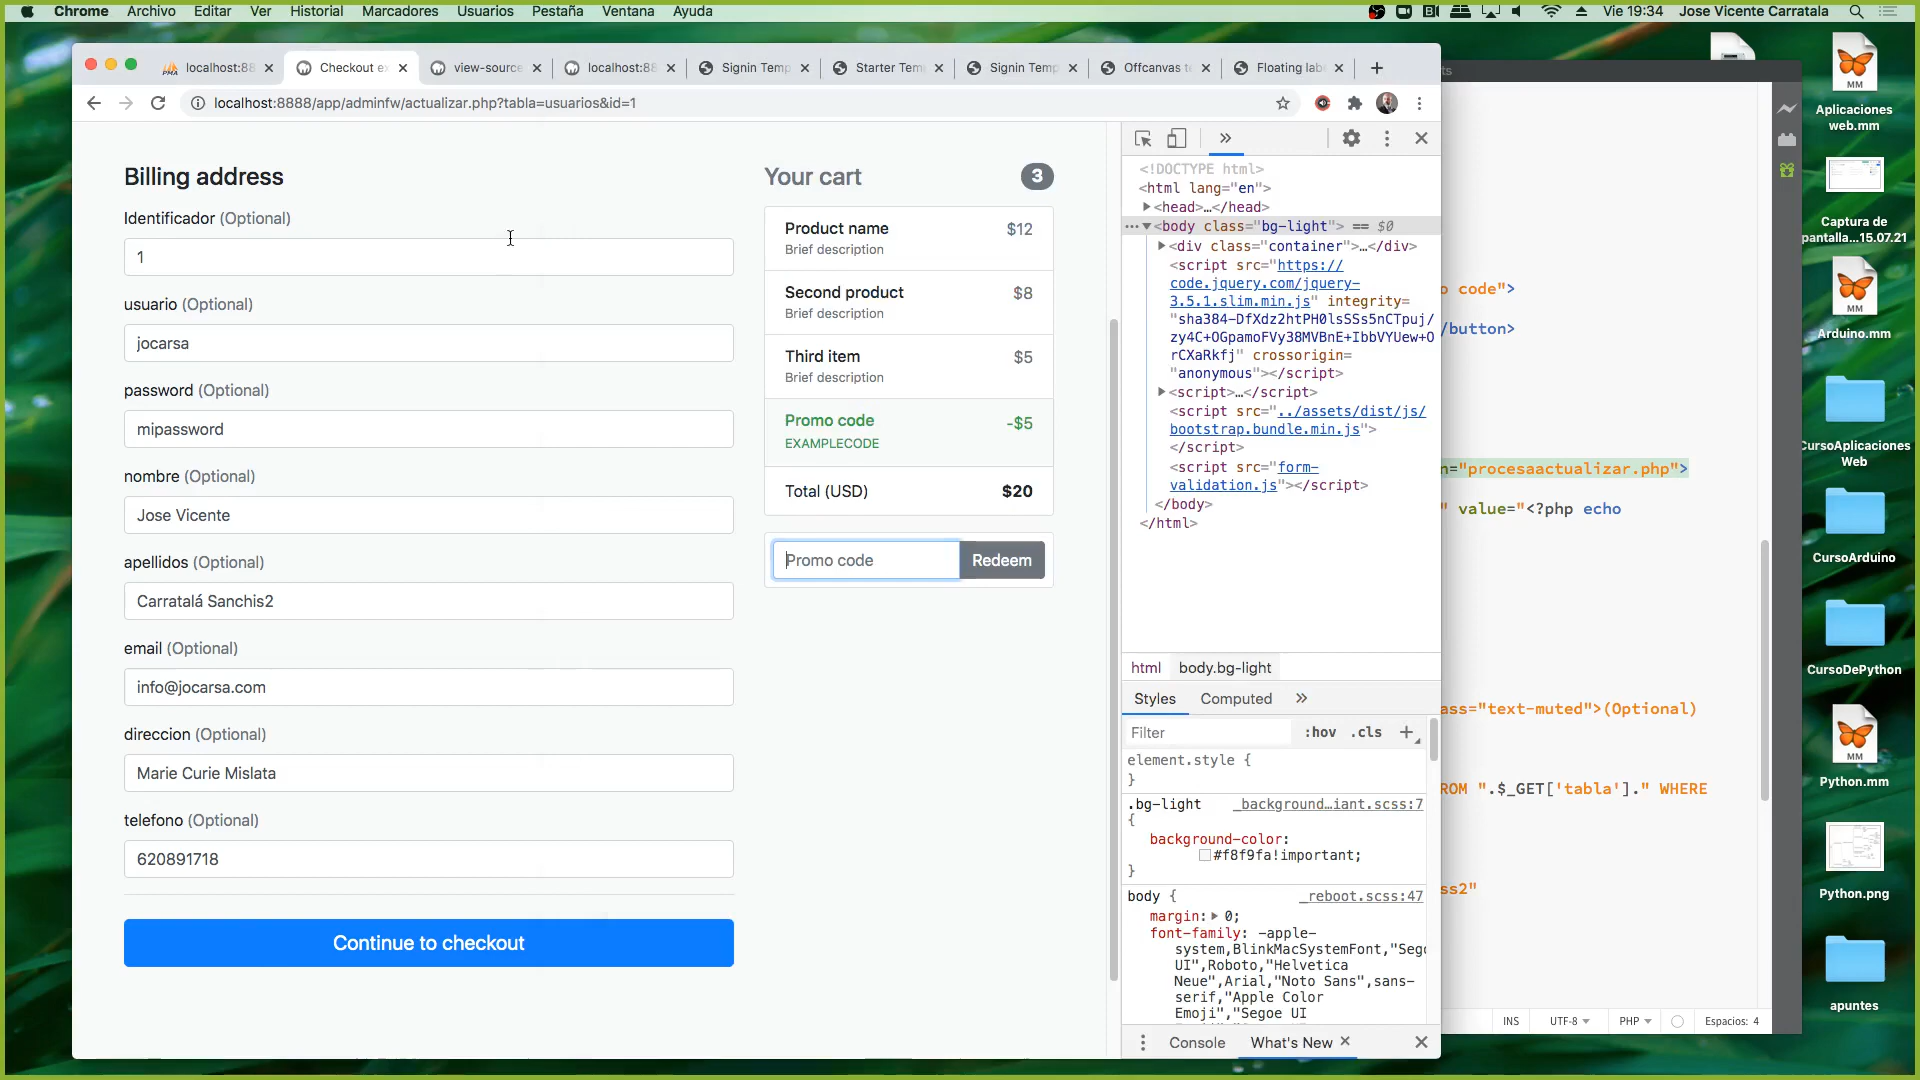 Chrome Archivo Editar Ver Historial Marcadores Usuarios Pestaña Ventana Ayuda
Vie 19:34 Jose Vicente Carratala
localhost:88
Checkout ex
view-source
localhost:88
Signin Temp
Starter Tem
Signin Temp
Offcanvas te
Floating lab
localhost:8888/app/adminfw/actualizar.php?tabla=usuarios&id=1
Billing address
Identificador (Optional)
1
usuario (Optional)
jocarsa
password (Optional)
mipassword
nombre (Optional)
Jose Vicente
apellidos (Optional)
Carratalá Sanchis2
email (Optional)
info@jocarsa.com
direccion (Optional)
Marie Curie Mislata
telefono (Optional)
620891718
Continue to checkout
Your cart 3
Product name $12
Brief description
Second product $8
Brief description
Third item $5
Brief description
Promo code -$5
EXAMPLECODE
Total (USD) $20
Promo code Redeem
<!DOCTYPE html>
<html lang="en">
<head>…</head>
<body class="bg-light"> == $0
<div class="container">…</div>
<script src="https://
code.jquery.com/jquery-
3.5.1.slim.min.js" integrity=
"sha384-DfXdz2htPH0lsSSs5nCTpuj/
zy4C+OGpamoFVy38MVBnE+IbbVYUew+O
rCXaRkfj" crossorigin=
"anonymous"></script>
<script>…</script>
<script src="../assets/dist/js/
bootstrap.bundle.min.js">
</script>
<script src="form-
validation.js"></script>
</body>
</html>
html body.bg-light
Styles Computed
Filter :hov .cls
element.style {
}
.bg-light _background…iant.scss:7
{
background-color:
#f8f9fa!important;
}
body { _reboot.scss:47
margin: 0;
font-family: -apple-
system,BlinkMacSystemFont,"Sego
UI",Roboto,"Helvetica
Neue",Arial,"Noto Sans",sans-
serif,"Apple Color
Emoji","Segoe UI
Console What's New
ts
o code">
/button>
n="procesaactualizar.php">
" value="<?php echo
ass="text-muted">(Optional)
ROM ".$_GET['tabla']." WHERE
ss2"
INS UTF-8 PHP Espacios: 4
MM
Aplicaciones
web.mm
Captura de
pantalla...15.07.21
MM
Arduino.mm
CursoAplicaciones
Web
CursoArduino
CursoDePython
MM
Python.mm
Python.png
apuntes